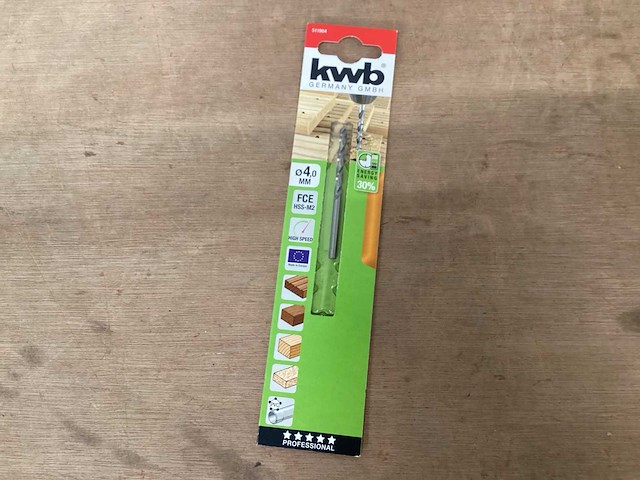 kwb®
GERMANY GMBH
ENERGY
SAVING
30%
ø4,0
MM
FCE
HSS-M2
HIGH SPEED
★★★★★
PROFESSIONAL